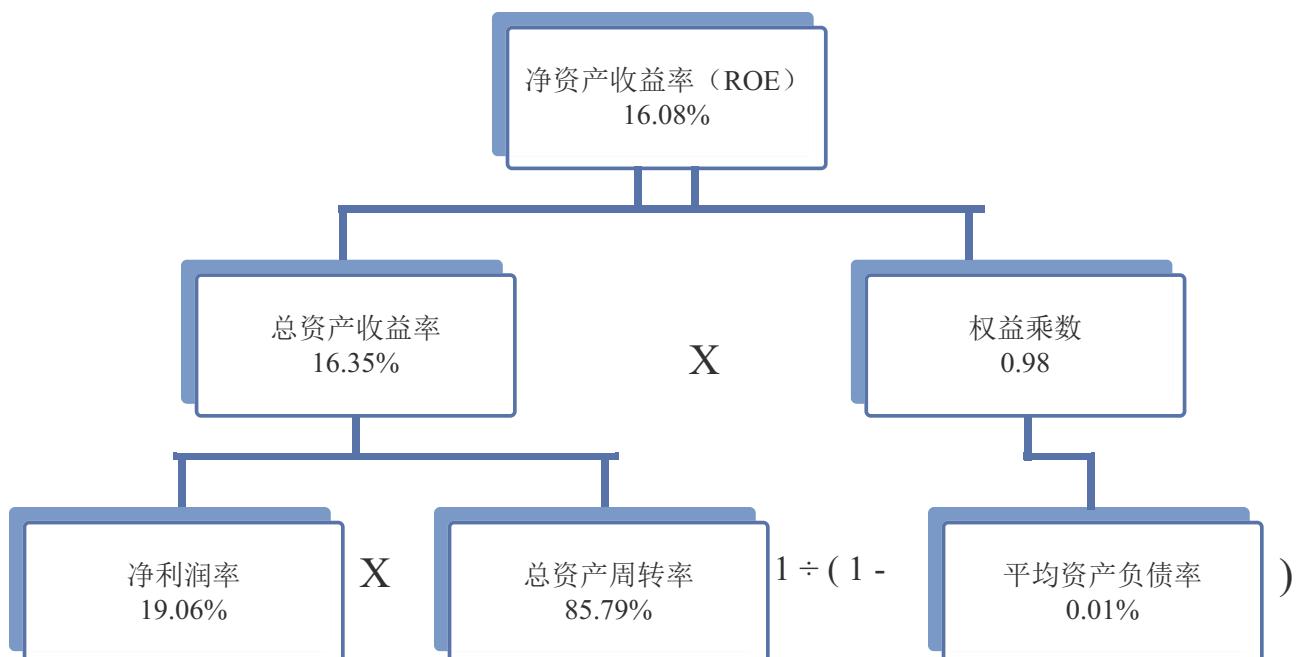 净资产收益率（ROE）
16.08%
总资产收益率
16.35%
X
权益乘数
0.98
净利润率
19.06%
X
总资产周转率
85.79%
1 ÷ ( 1 -
平均资产负债率
0.01%
)